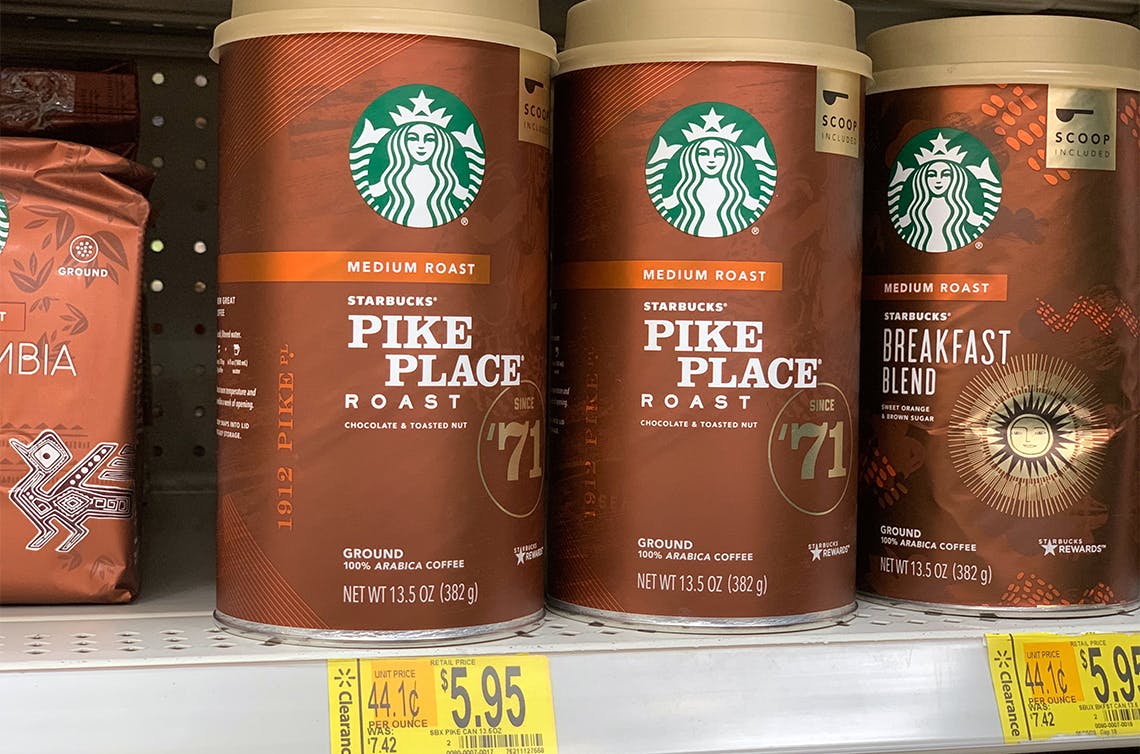 GROUND
MBIA
SCOOP
INCLUDED
MEDIUM ROAST
STARBUCKS®
PIKE
PLACE®
ROAST
CHOCOLATE & TOASTED NUT
SINCE
'71
1912 PIKE PL
GROUND
100% ARABICA COFFEE
STARBUCKS
REWARDS
NET WT 13.5 OZ (382 g)
SCOOP
INCLUDED
MEDIUM ROAST
STARBUCKS®
PIKE
PLACE®
ROAST
CHOCOLATE & TOASTED NUT
SINCE
'71
1912 PIKE
GROUND
100% ARABICA COFFEE
STARBUCKS
REWARDS™
NET WT 13.5 OZ (382 g)
SCOOP
INCLUDED
MEDIUM ROAST
STARBUCKS®
BREAKFAST
BLEND
SWEET ORANGE
& BROWN SUGAR
GROUND
100% ARABICA COFFEE
STARBUCKS
REWARDS™
NET WT 13.5 OZ (382 g)
Clearance
UNIT PRICE
44.1¢
PER OUNCE
WAS:
$7.42
RETAIL PRICE
$5.95
SBX PIKE CAN 13.5OZ
Walmart
Clearance
UNIT PRICE
44.1¢
PER OUNCE
WAS:
$7.42
RETAIL PRICE
$5.95